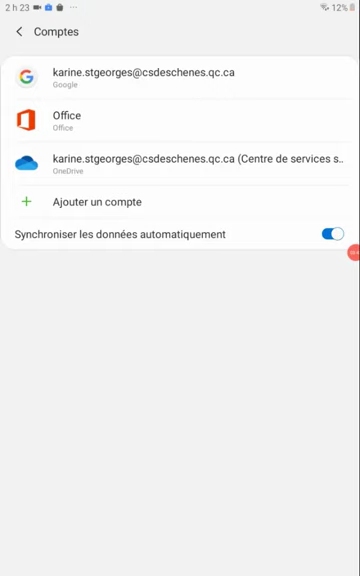 2 h 23
12%
Comptes
karine.stgeorges@csdeschenes.qc.ca
Google
Office
Office
karine.stgeorges@csdeschenes.qc.ca (Centre de services s..
OneDrive
Ajouter un compte
Synchroniser les données automatiquement